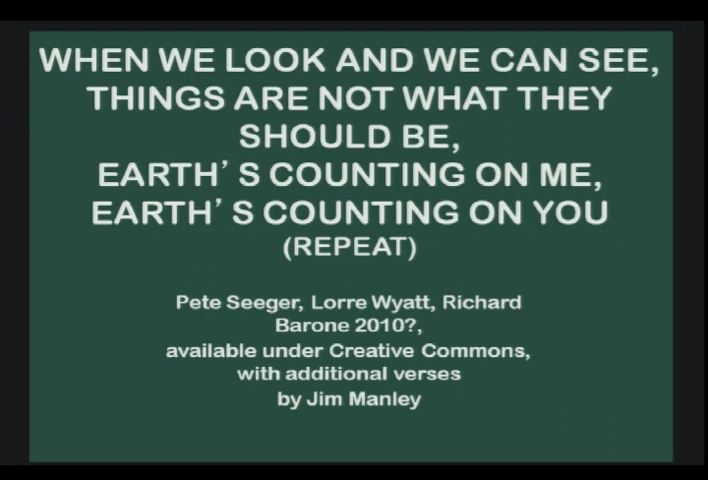 WHEN WE LOOK AND WE CAN SEE,
THINGS ARE NOT WHAT THEY
SHOULD BE,
EARTH'S COUNTING ON ME,
EARTH'S COUNTING ON YOU
(REPEAT)
Pete Seeger, Lorre Wyatt, Richard
Barone 2010?,
available under Creative Commons,
with additional verses
by Jim Manley